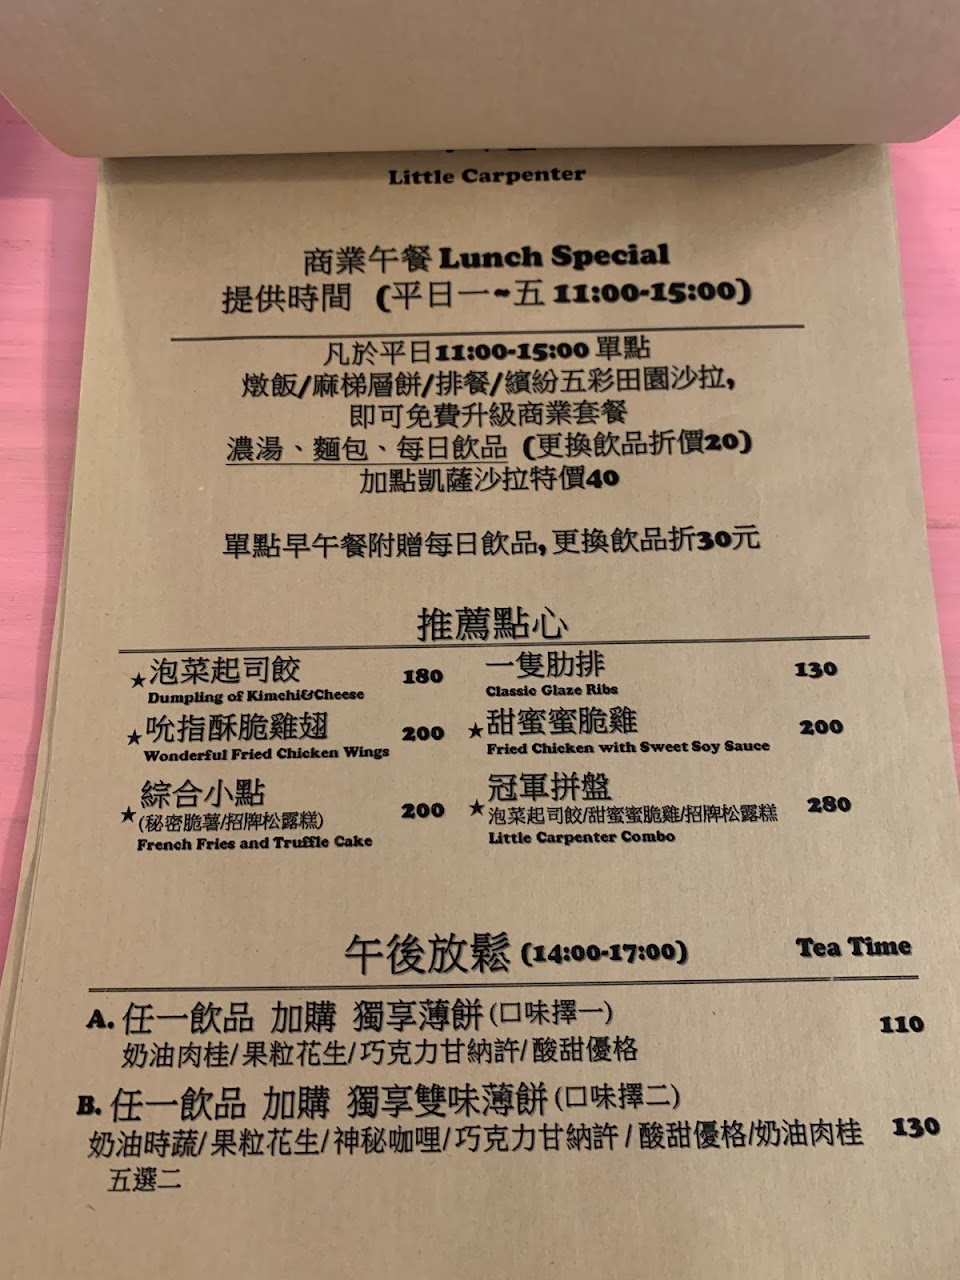 Little Carpenter
商業午餐 Lunch Special
提供時間 (平日一~五 11:00-15:00)
凡於平日11:00-15:00 單點
燉飯/麻梯層餅/排餐/繽紛五彩田園沙拉,
即可免費升級商業套餐
濃湯、麵包、每日飲品 (更換飲品折價20)
加點凱薩沙拉特價40
單點早午餐附贈每日飲品, 更換飲品折30元
推薦點心
★泡菜起司餃 180
Dumpling of Kimchi&Cheese
一隻肋排 130
Classic Glaze Ribs
★吮指酥脆雞翅 200
Wonderful Fried Chicken Wings
★甜蜜蜜脆雞 200
Fried Chicken with Sweet Soy Sauce
★綜合小點 200
(秘密脆薯/招牌松露糕)
French Fries and Truffle Cake
★冠軍拼盤 280
泡菜起司餃/甜蜜蜜脆雞/招牌松露糕
Little Carpenter Combo
午後放鬆 (14:00-17:00) Tea Time
A. 任一飲品 加購 獨享薄餅 (口味擇一) 110
奶油肉桂/ 果粒花生/ 巧克力甘納許/ 酸甜優格
B. 任一飲品 加購 獨享雙味薄餅 (口味擇二)
奶油時蔬/ 果粒花生/ 神秘咖哩/ 巧克力甘納許 / 酸甜優格/奶油肉桂 130
五選二